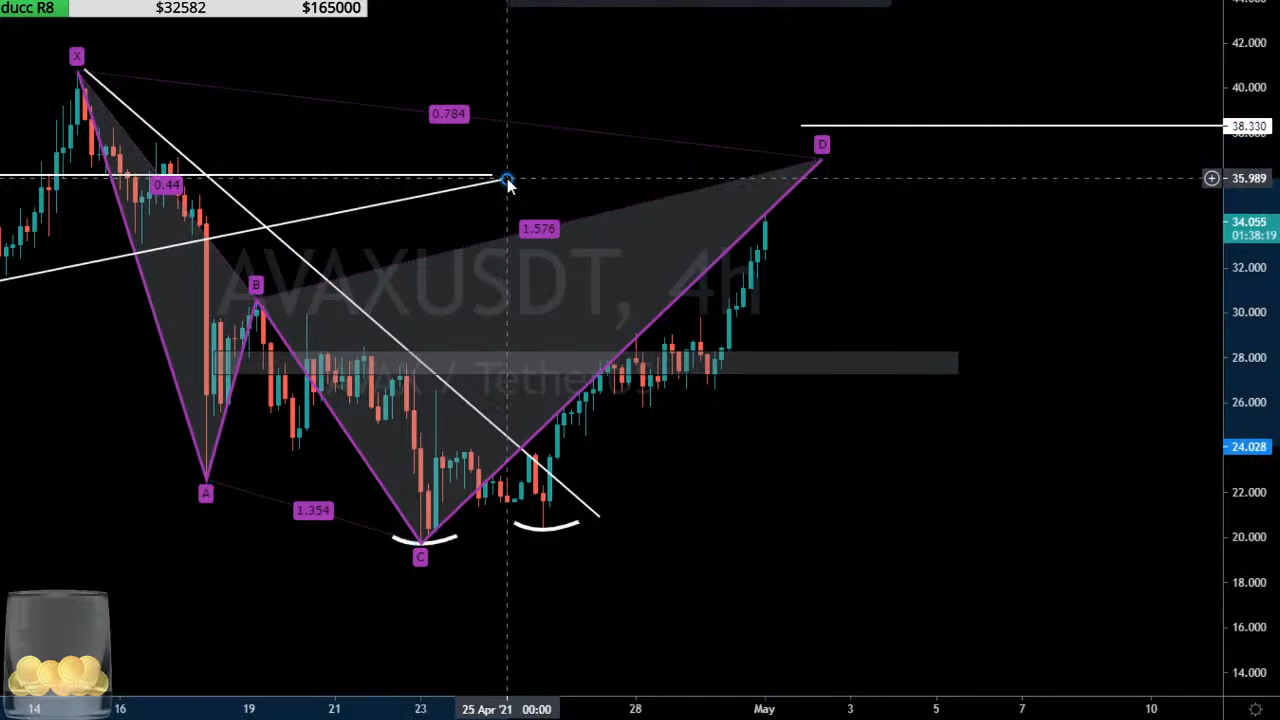 ducc R8 $32582 $165000
X
42.000
40.000
0.784
38.330
38.000
D
35.989
0.44
1.576
34.055
01:38:19
32.000
B
AVAXUSDT, 4h
30.000
28.000
26.000
24.028
A
22.000
1.354
20.000
C
18.000
16.000
14.000
14 16 19 21 23 25 Apr '21 00:00 28 May 3 5 7 10